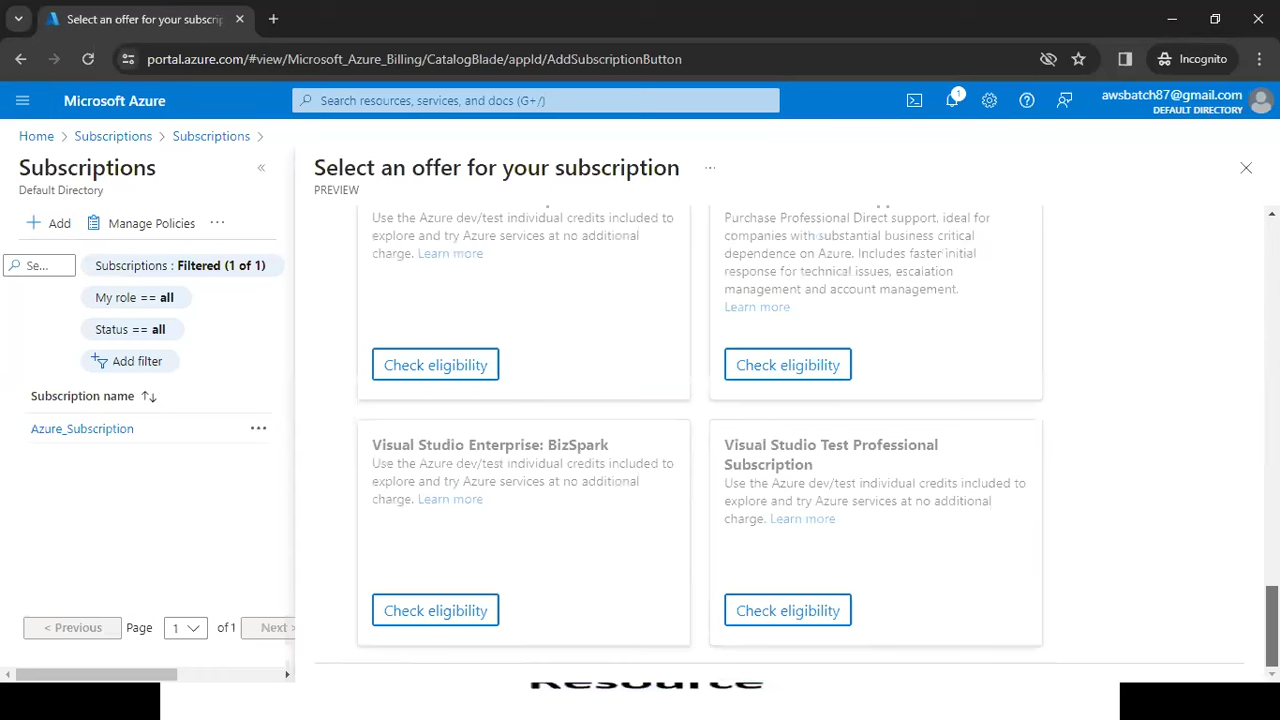 Select an offer for your subscrip
portal.azure.com/#view/Microsoft_Azure_Billing/CatalogBlade/appId/AddSubscriptionButton
Incognito
Microsoft Azure
Search resources, services, and docs (G+/)
1
awsbatch87@gmail.com
DEFAULT DIRECTORY
Home > Subscriptions > Subscriptions >
Subscriptions
Default Directory
+ Add
Manage Policies
...
Se...
Subscriptions : Filtered (1 of 1)
My role == all
Status == all
Add filter
Subscription name ↑↓
Azure_Subscription
...
< Previous
Page
1
of 1
Next >
Select an offer for your subscription
...
PREVIEW
Use the Azure dev/test individual credits included to
explore and try Azure services at no additional
charge. Learn more
Check eligibility
Purchase Professional Direct support, ideal for
companies with substantial business critical
dependence on Azure. Includes faster initial
response for technical issues, escalation
management and account management.
Learn more
Check eligibility
Visual Studio Enterprise: BizSpark
Use the Azure dev/test individual credits included to
explore and try Azure services at no additional
charge. Learn more
Check eligibility
Visual Studio Test Professional
Subscription
Use the Azure dev/test individual credits included to
explore and try Azure services at no additional
charge. Learn more
Check eligibility
Resource